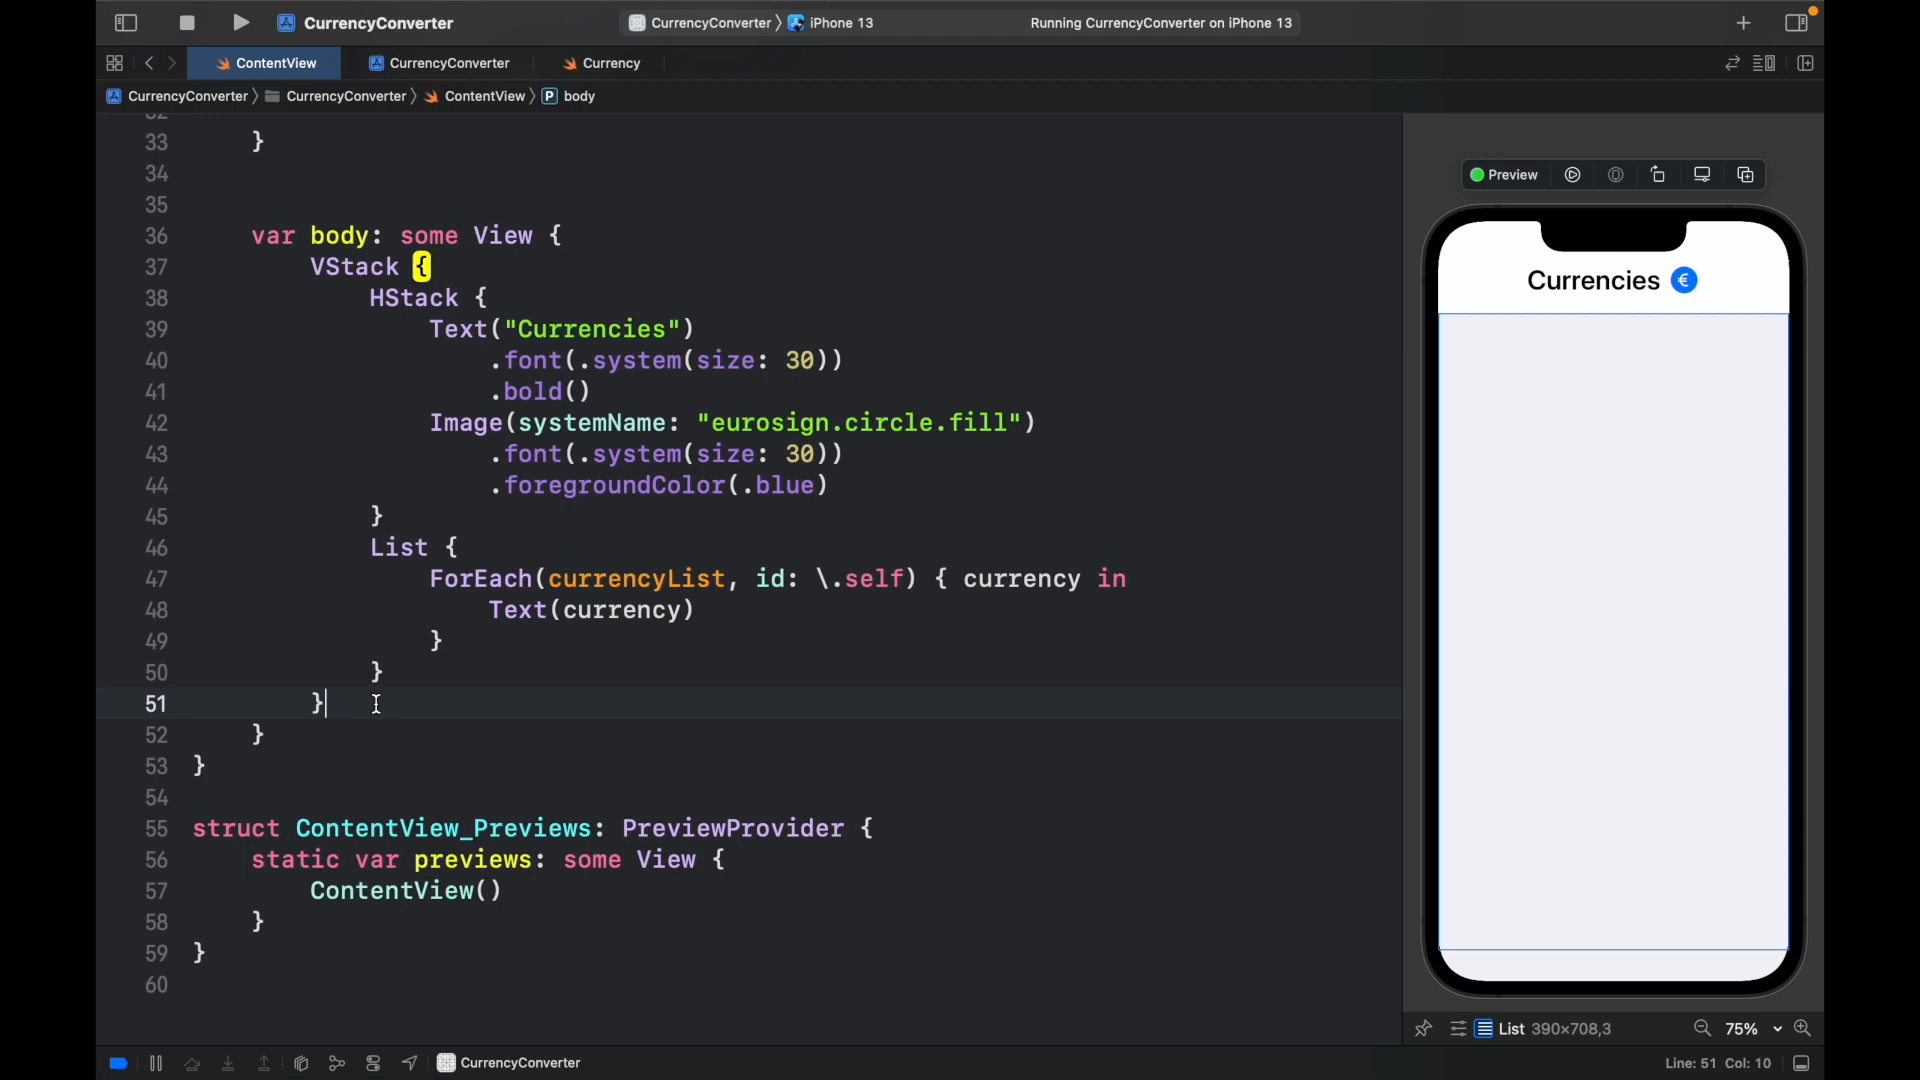 CurrencyConverter
CurrencyConverter 〉 iPhone 13
Running CurrencyConverter on iPhone 13
ContentView
CurrencyConverter
Currency
CurrencyConverter 〉 CurrencyConverter 〉 ContentView 〉 P body
33 }
34
35
36 var body: some View {
37 VStack {
38 HStack {
39 Text("Currencies")
40 .font(.system(size: 30))
41 .bold()
42 Image(systemName: "eurosign.circle.fill")
43 .font(.system(size: 30))
44 .foregroundColor(.blue)
45 }
46 List {
47 ForEach(currencyList, id: \.self) { currency in
48 Text(currency)
49 }
50 }
51 }
52 }
53 }
54
55 struct ContentView_Previews: PreviewProvider {
56 static var previews: some View {
57 ContentView()
58 }
59 }
60
Preview
Currencies €
List 390×708,3
75%
CurrencyConverter
Line: 51 Col: 10